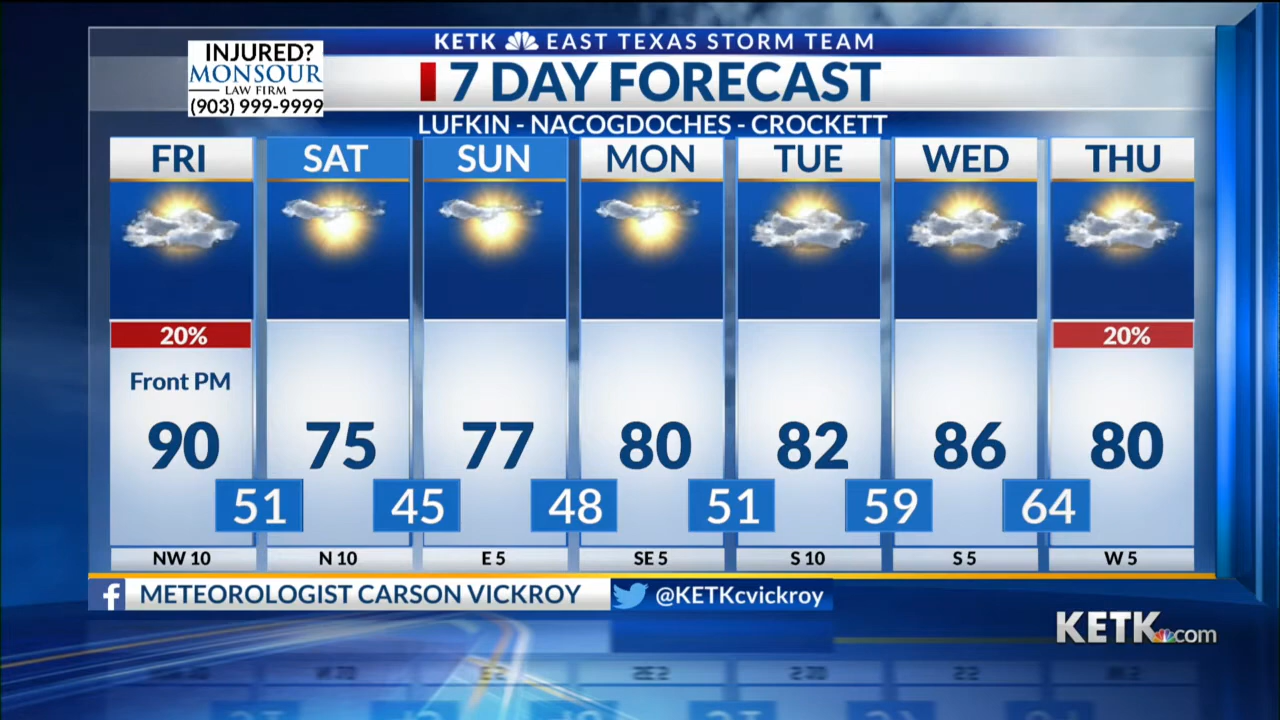 KETK EAST TEXAS STORM TEAM
INJURED?
MONSOUR
LAW FIRM
(903) 999-9999
7 DAY FORECAST
LUFKIN - NACOGDOCHES - CROCKETT
FRI SAT SUN MON TUE WED THU
20% 20%
Front PM
90 75 77 80 82 86 80
51 45 48 51 59 64
NW 10 N 10 E 5 SE 5 S 10 S 5 W 5
f METEOROLOGIST CARSON VICKROY @KETKcvickroy
KETK.com